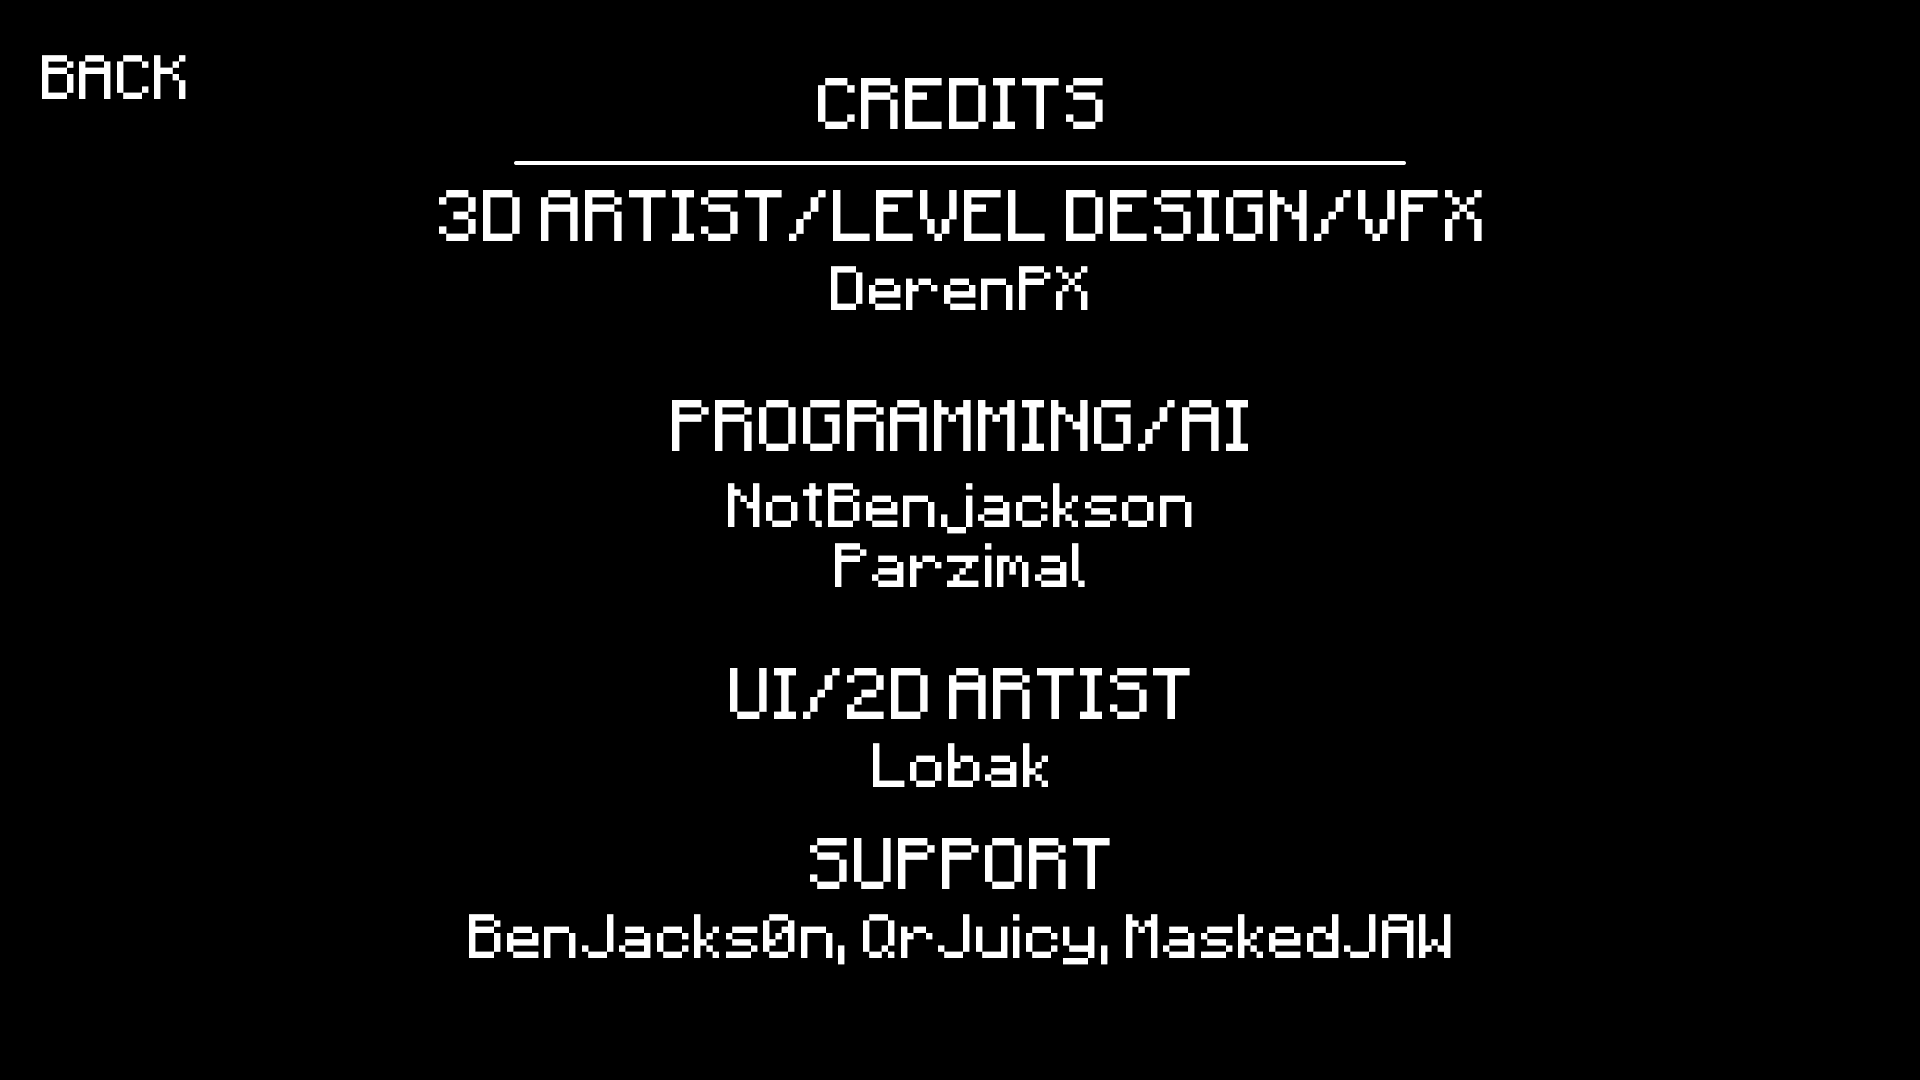 BACK
CREDITS
3D ARTIST/LEVEL DESIGN/VFX
DerenPX
PROGRAMMING/AI
NotBenjackson
Parzimal
UI/2D ARTIST
Lobak
SUPPORT
BenJacks0n, QrJuicy, MaskedJAW